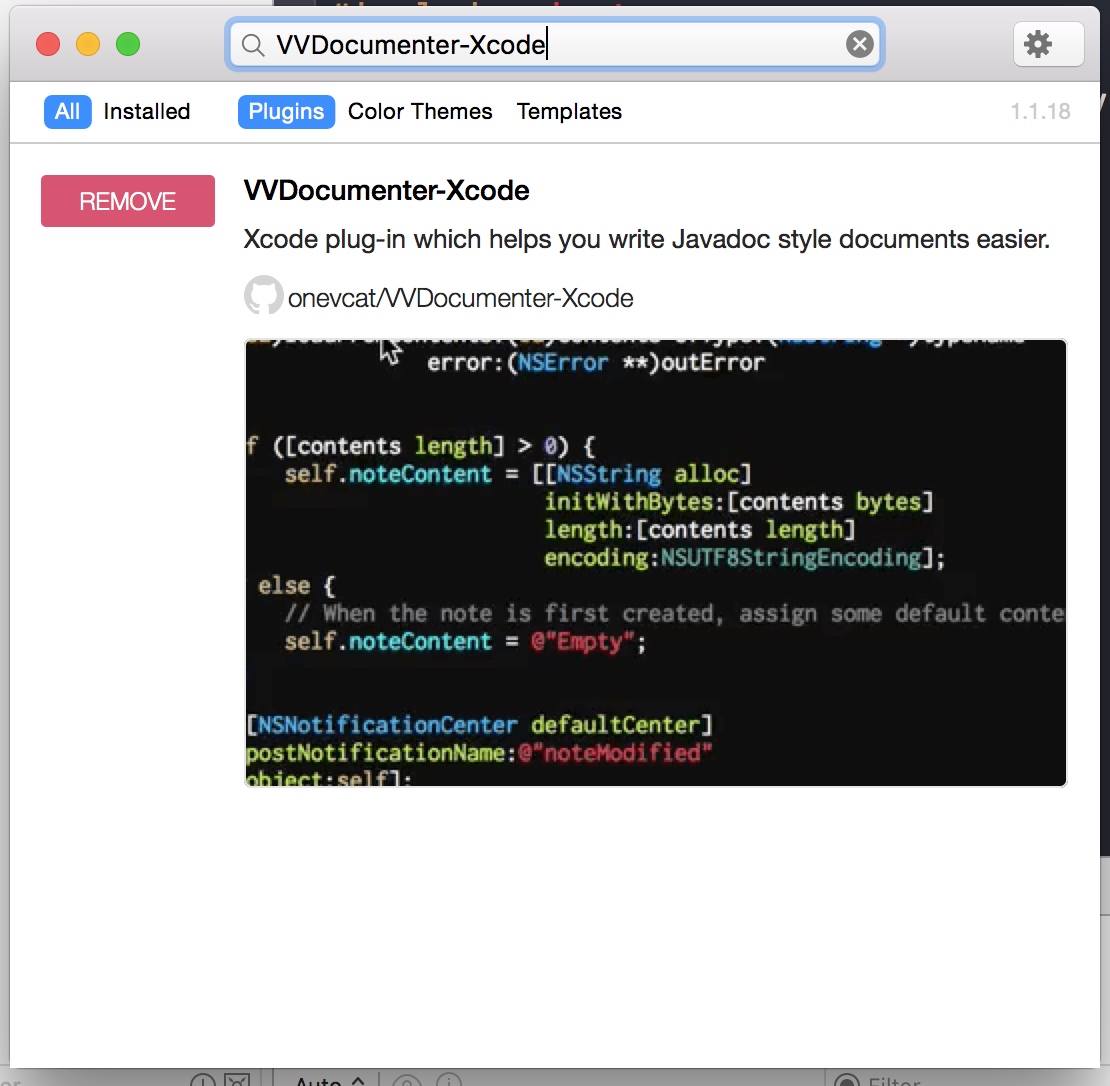 VVDocumenter-Xcode
All Installed Plugins Color Themes Templates 1.1.18
REMOVE
VVDocumenter-Xcode
Xcode plug-in which helps you write Javadoc style documents easier.
onevcat/VVDocumenter-Xcode
error:(NSError **)outError
f ([contents length] > 0) {
self.noteContent = [[NSString alloc]
initWithBytes:[contents bytes]
length:[contents length]
encoding:NSUTF8StringEncoding];
else {
// When the note is first created, assign some default conte
self.noteContent = @"Empty";
[NSNotificationCenter defaultCenter]
postNotificationName:@"noteModified"
object:self];
Auto Filter